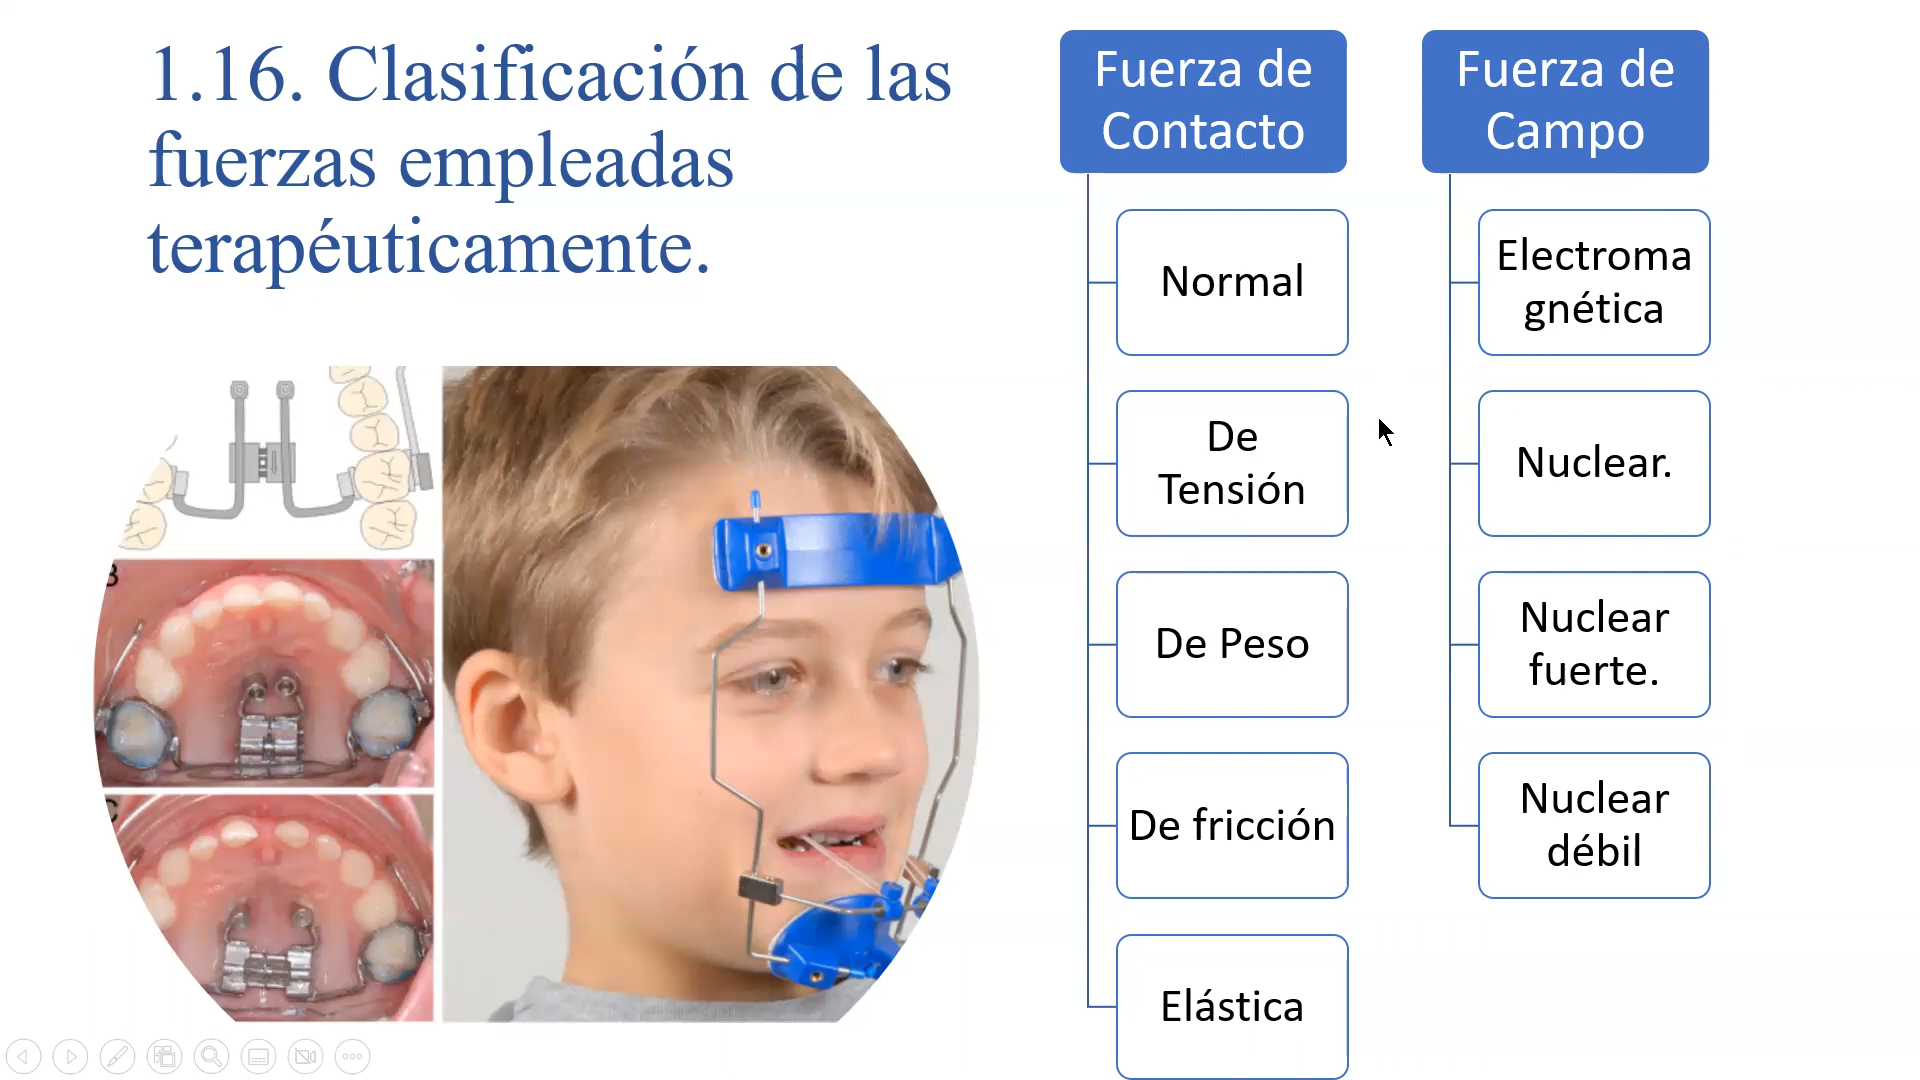 1.16. Clasificación de las
fuerzas empleadas
terapéuticamente.
Fuerza de
Contacto
Normal
De
Tensión
De Peso
De fricción
Elástica
Fuerza de
Campo
Electroma
gnética
Nuclear.
Nuclear
fuerte.
Nuclear
débil